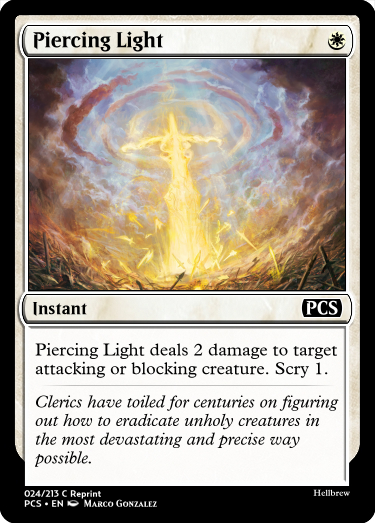 Piercing Light
Instant
PCS
Piercing Light deals 2 damage to target
attacking or blocking creature. Scry 1.
Clerics have toiled for centuries on figuring
out how to eradicate unholy creatures in
the most devastating and precise way
possible.
024/213 C Reprint
Hellbrew
PCS • EN Marco Gonzalez